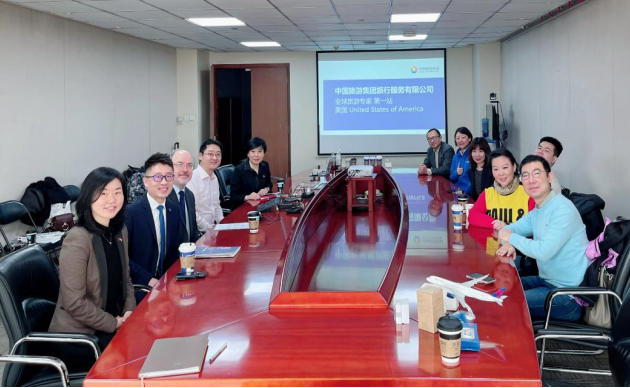 中国旅游集团旅行服务有限公司
全球旅游专家 第一站
美国 United States of America